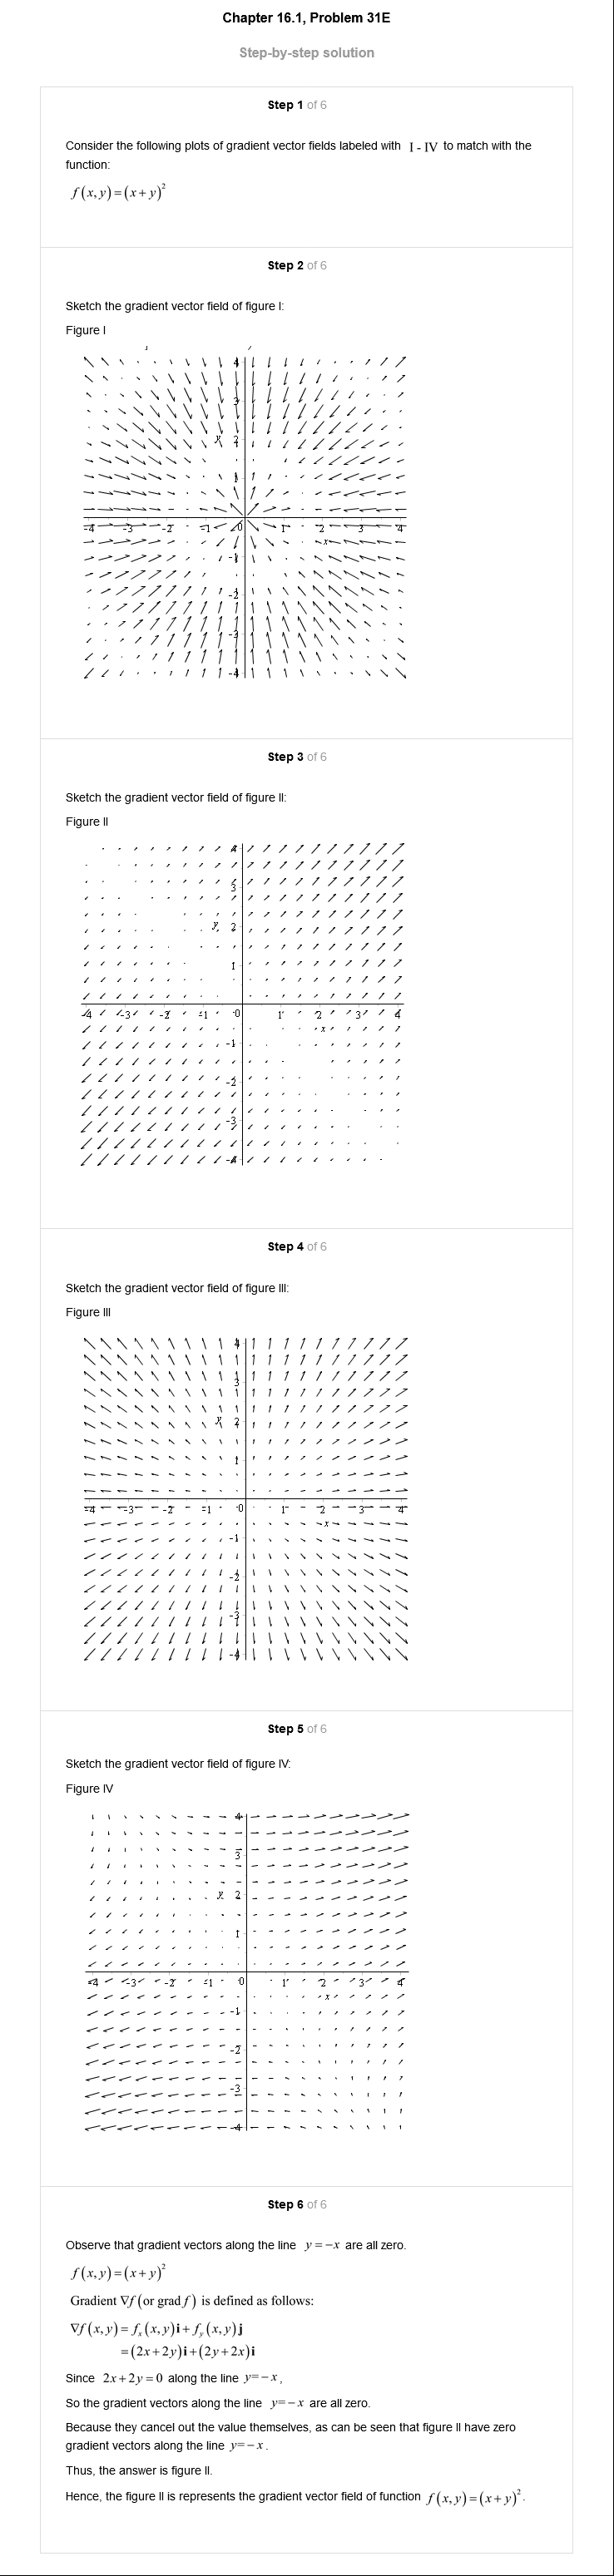 Chapter 16.1, Problem 31E
Step-by-step solution
Step 1 of 6
Consider the following plots of gradient vector fields labeled with I - IV to match with the
function:
f(x, y) = (x + y)²
Step 2 of 6
Sketch the gradient vector field of figure I:
Figure I
4
3
y 2
1
-4 -3 -2 -1 0 1 2 3 4
x
-1
-2
-3
-4
Step 3 of 6
Sketch the gradient vector field of figure II:
Figure II
4
3
y 2
1
-4 -3 -2 -1 0 1 2 3 4
x
-1
-2
-3
-4
Step 4 of 6
Sketch the gradient vector field of figure III:
Figure III
4
3
y 2
1
-4 -3 -2 -1 0 1 2 3 4
x
-1
-2
-3
-4
Step 5 of 6
Sketch the gradient vector field of figure IV:
Figure IV
4
3
y 2
1
-4 -3 -2 -1 0 1 2 3 4
x
-1
-2
-3
-4
Step 6 of 6
Observe that gradient vectors along the line y = −x are all zero.
f(x, y) = (x + y)²
Gradient ∇f (or grad f) is defined as follows:
∇f(x, y) = fₓ(x, y)i + f_y(x, y)j
= (2x + 2y)i + (2y + 2x)i
Since 2x + 2y = 0 along the line y = −x,
So the gradient vectors along the line y = −x are all zero.
Because they cancel out the value themselves, as can be seen that figure II have zero
gradient vectors along the line y = −x.
Thus, the answer is figure II.
Hence, the figure II is represents the gradient vector field of function f(x, y) = (x + y)².